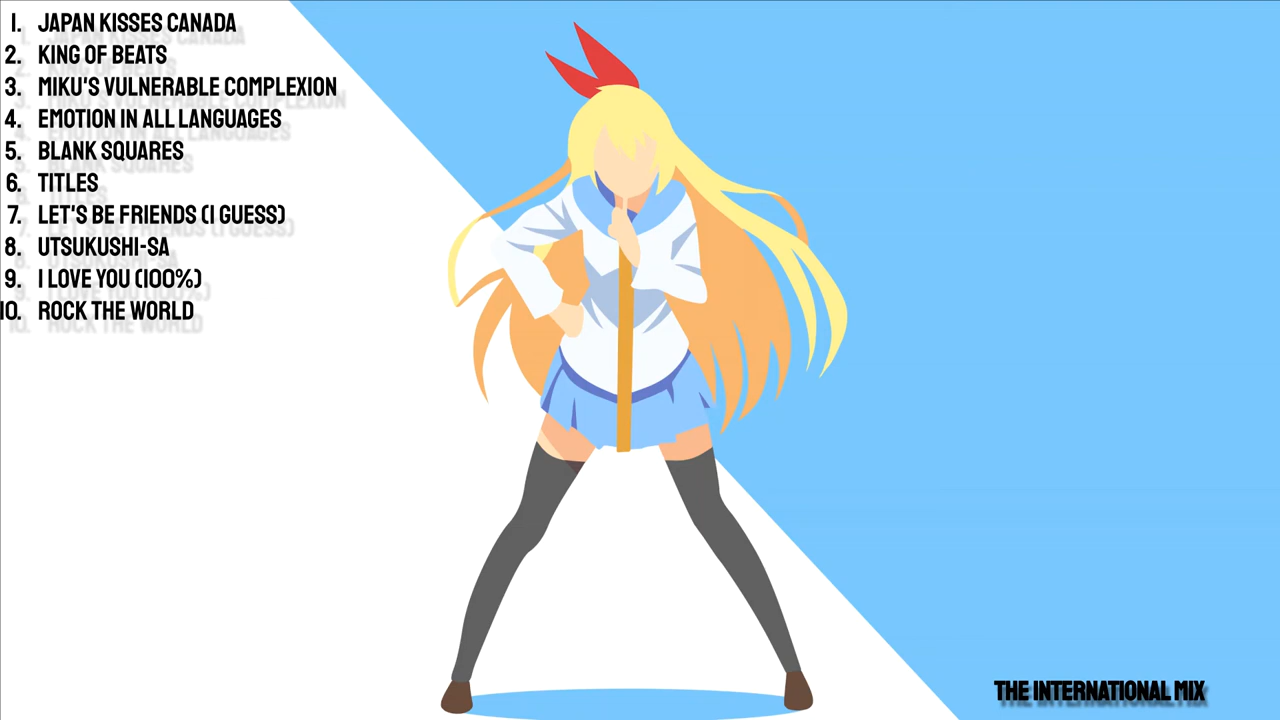 1. JAPAN KISSES CANADA
2. KING OF BEATS
3. MIKU'S VULNERABLE COMPLEXION
4. EMOTION IN ALL LANGUAGES
5. BLANK SQUARES
6. TITLES
7. LET'S BE FRIENDS (I GUESS)
8. UTSUKUSHI-SA
9. I LOVE YOU (100%)
10. ROCK THE WORLD
THE INTERNATIONAL MIX